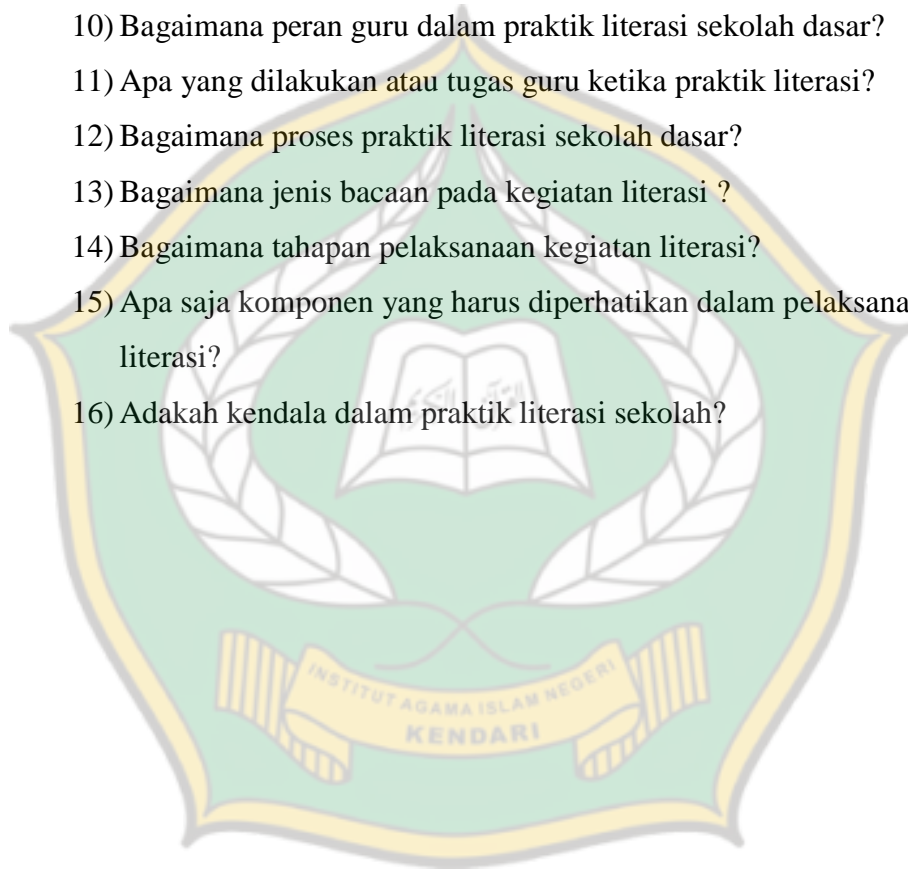 10) Bagaimana peran guru dalam praktik literasi sekolah dasar?
11) Apa yang dilakukan atau tugas guru ketika praktik literasi?
12) Bagaimana proses praktik literasi sekolah dasar?
13) Bagaimana jenis bacaan pada kegiatan literasi ?
14) Bagaimana tahapan pelaksanaan kegiatan literasi?
15) Apa saja komponen yang harus diperhatikan dalam pelaksana
literasi?
16) Adakah kendala dalam praktik literasi sekolah?
INSTITUT AGAMA ISLAM NEGERI
KENDARI